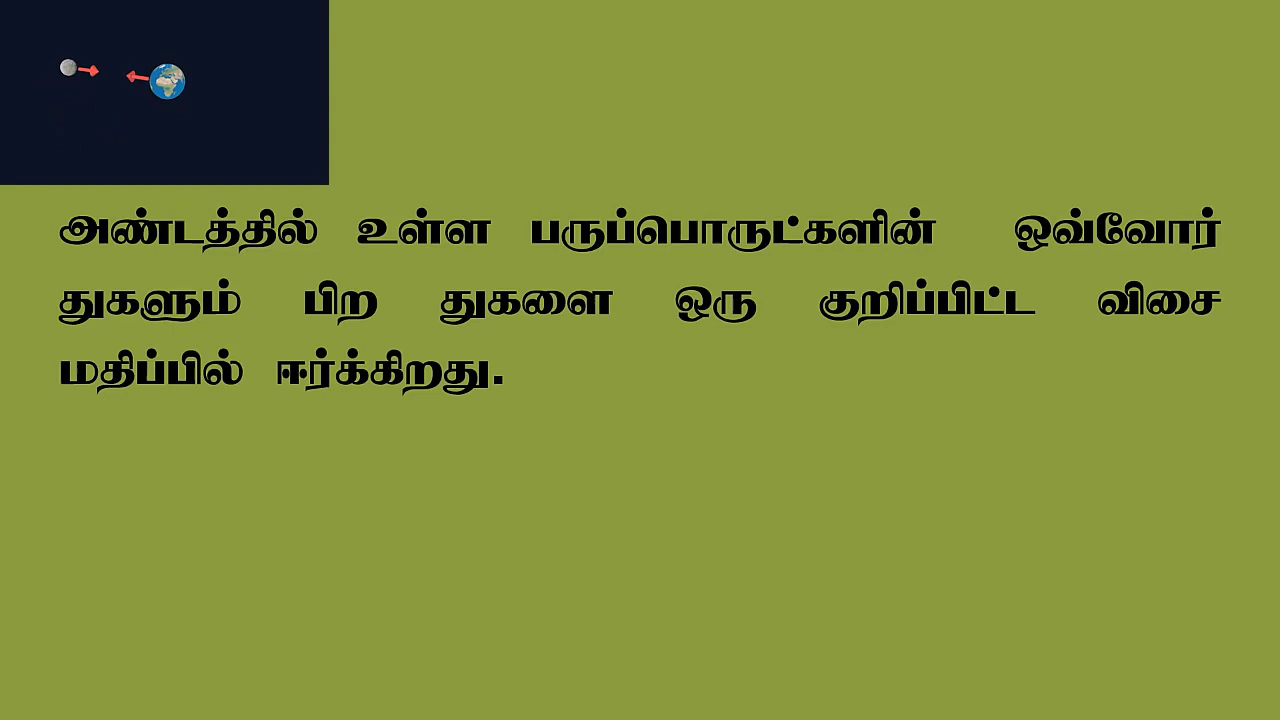 அண்டத்தில் உள்ள பருப்பொருட்களின் ஒவ்வோர்
துகளும் பிற துகளை ஒரு குறிப்பிட்ட விசை
மதிப்பில் ஈர்க்கிறது.